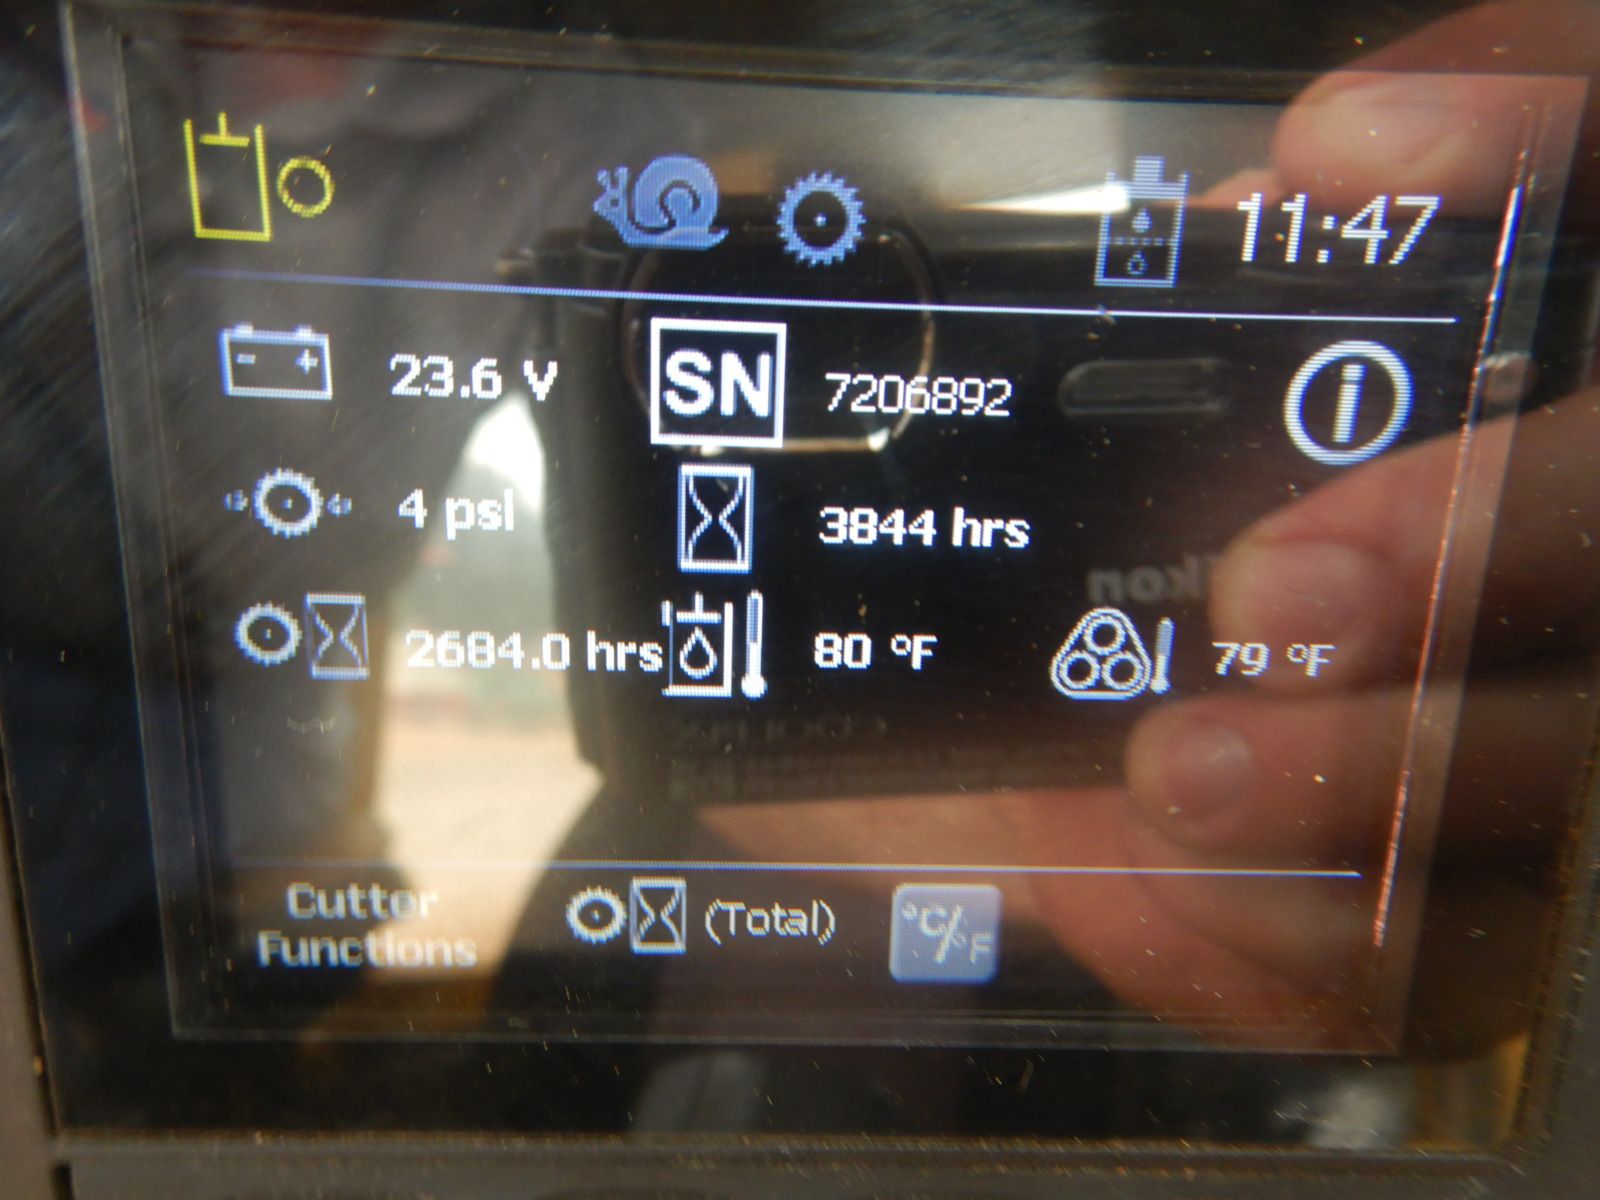 11:47
23.6 V
SN
7206892
4 psi
3844 hrs
2684.0 hrs
80 °F
79 °F
Cutter
Functions
(Total)
°C/°F